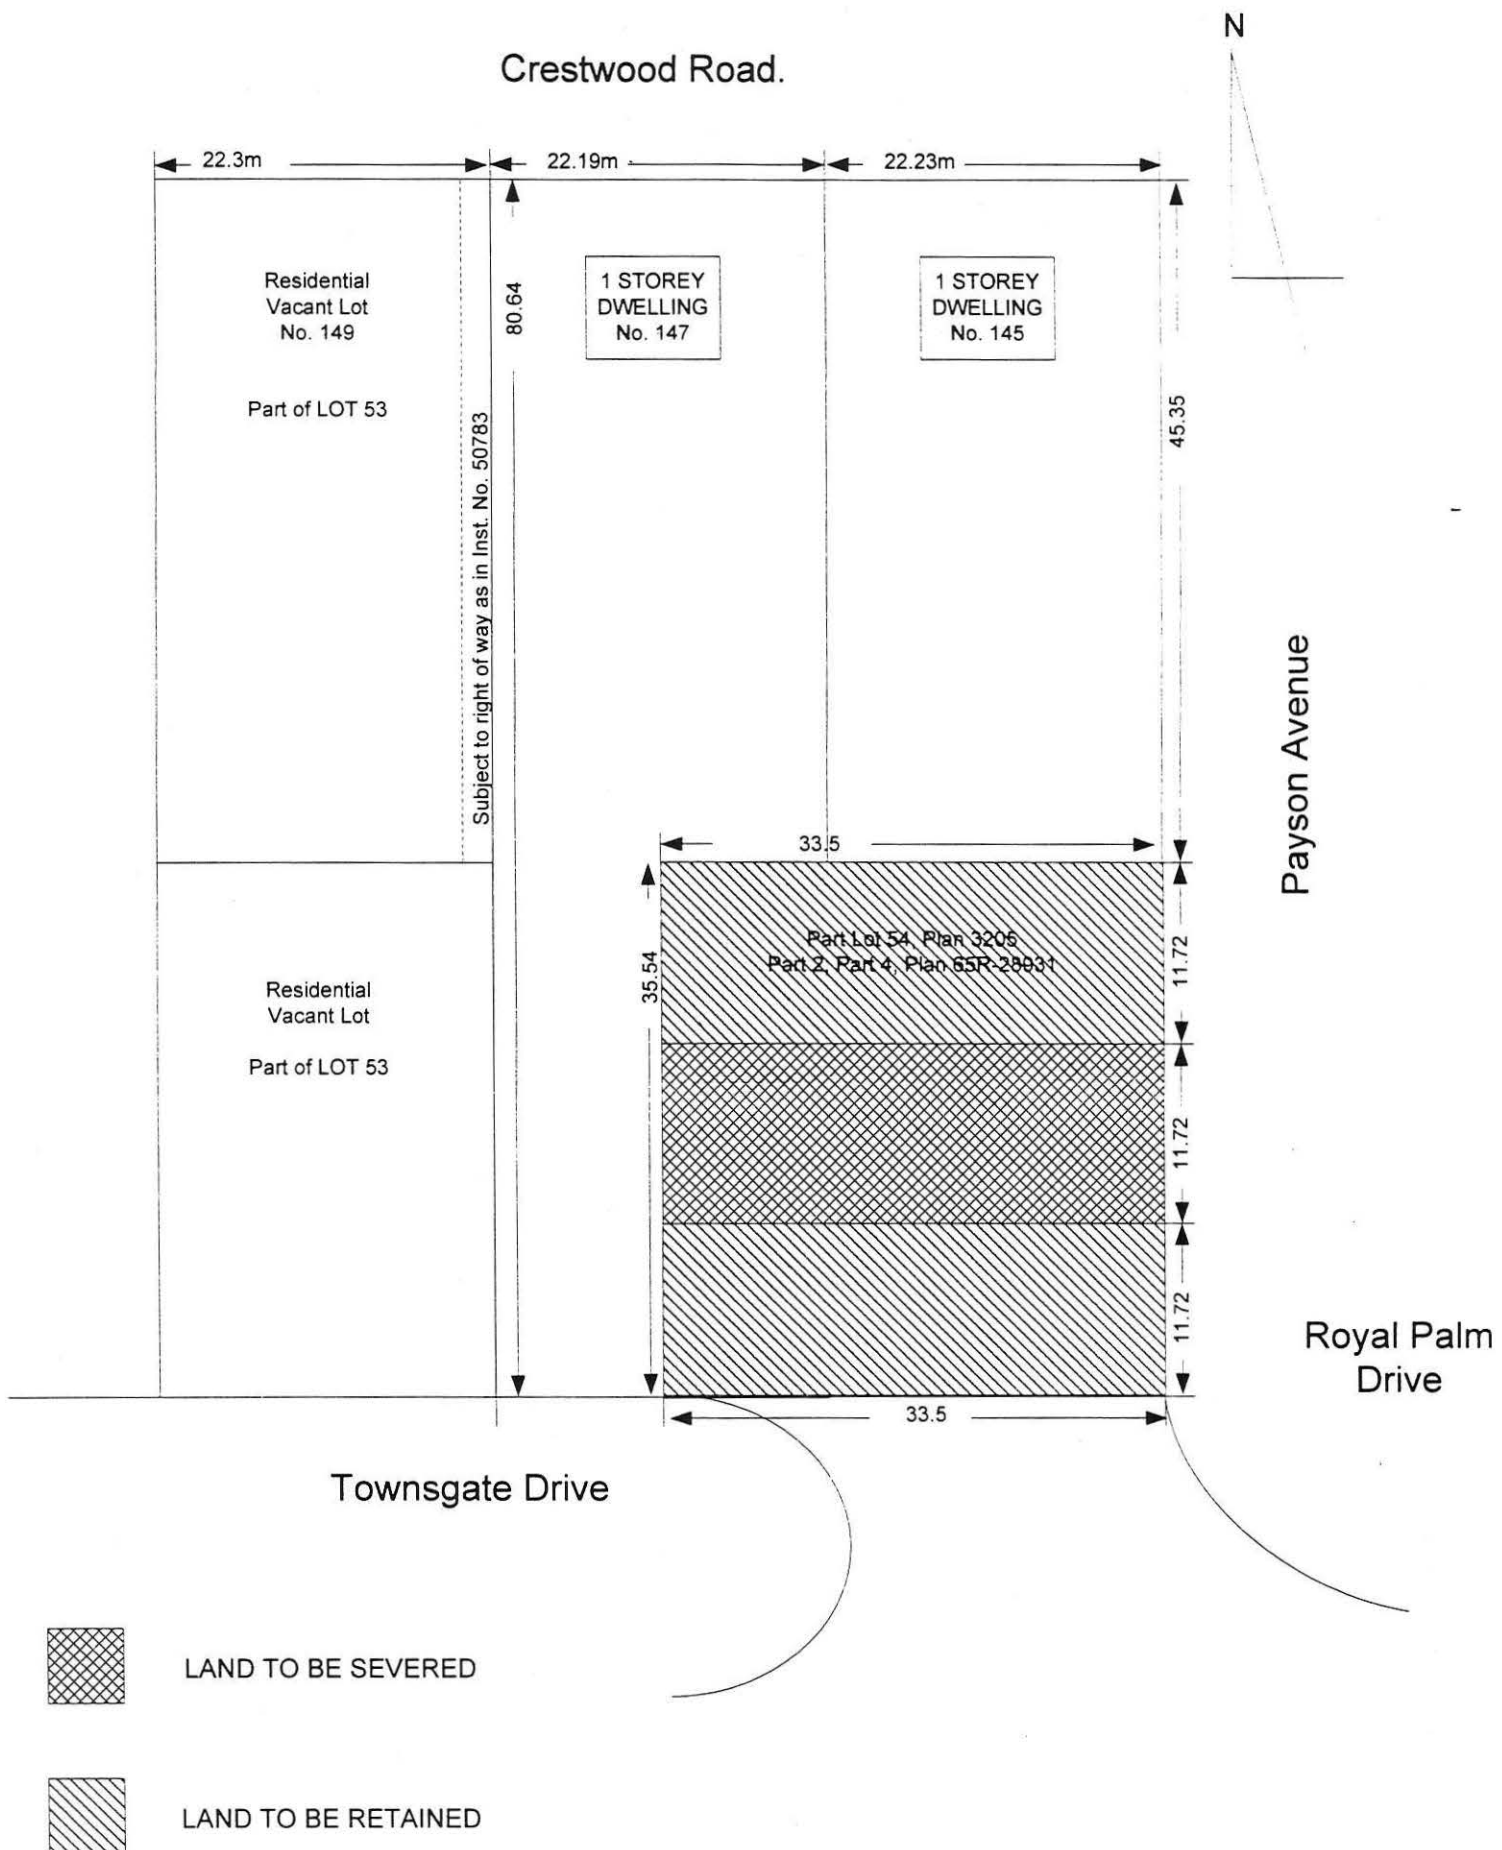 N
Crestwood Road.
22.3m
22.19m
22.23m
Residential
Vacant Lot
No. 149
Part of LOT 53
Subject to right of way as in Inst. No. 50783
80.64
1 STOREY
DWELLING
No. 147
1 STOREY
DWELLING
No. 145
45.35
Payson Avenue
33.5
35.54
Part Lot 54, Plan 3205
Part 2, Part 4, Plan 65R-28931
11.72
Residential
Vacant Lot
Part of LOT 53
11.72
11.72
Royal Palm
Drive
33.5
Townsgate Drive
LAND TO BE SEVERED
LAND TO BE RETAINED